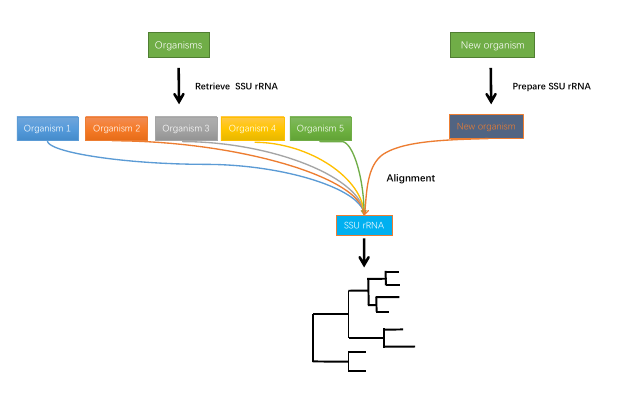 Organisms
New organism
Retrieve SSU rRNA
Prepare SSU rRNA
Organism 1
Organism 2
Organism 3
Organism 4
Organism 5
New organism
Alignment
SSU rRNA